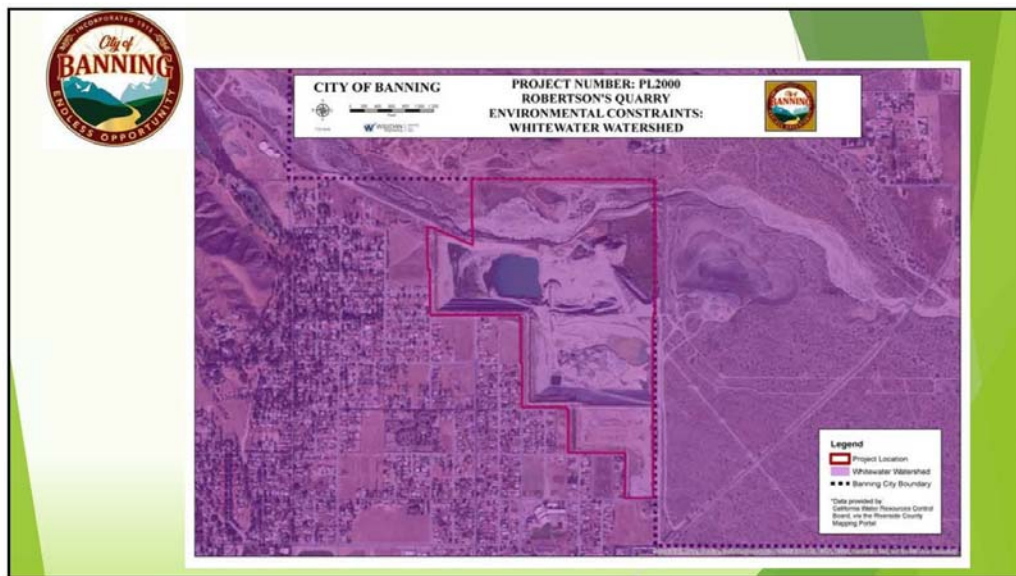 INCORPORATED 1913
City of
BANNING
ENDLESS OPPORTUNITY
CITY OF BANNING
PROJECT NUMBER: PL2000
ROBERTSON'S QUARRY
ENVIRONMENTAL CONSTRAINTS:
WHITEWATER WATERSHED
BANNING
Legend
Project Location
Whitewater Watershed
Banning City Boundary
*Data provided by
California Water Resources Control
Board, via the Riverside County
Mapping Portal